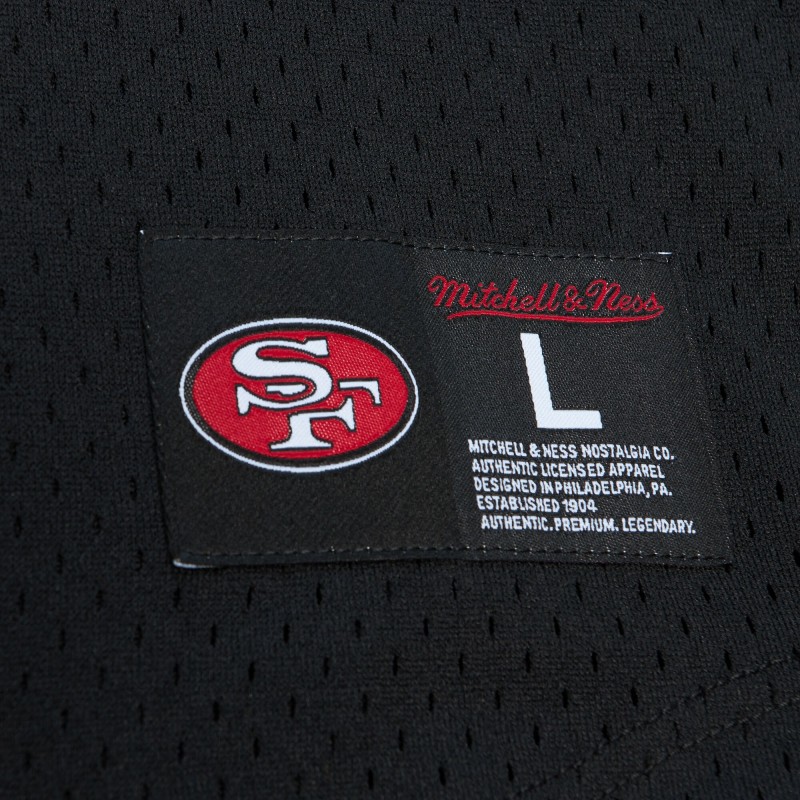 SF
Mitchell & Ness
L
MITCHELL & NESS NOSTALGIA CO.
AUTHENTIC LICENSED APPAREL
DESIGNED IN PHILADELPHIA, PA.
ESTABLISHED 1904
AUTHENTIC. PREMIUM. LEGENDARY.